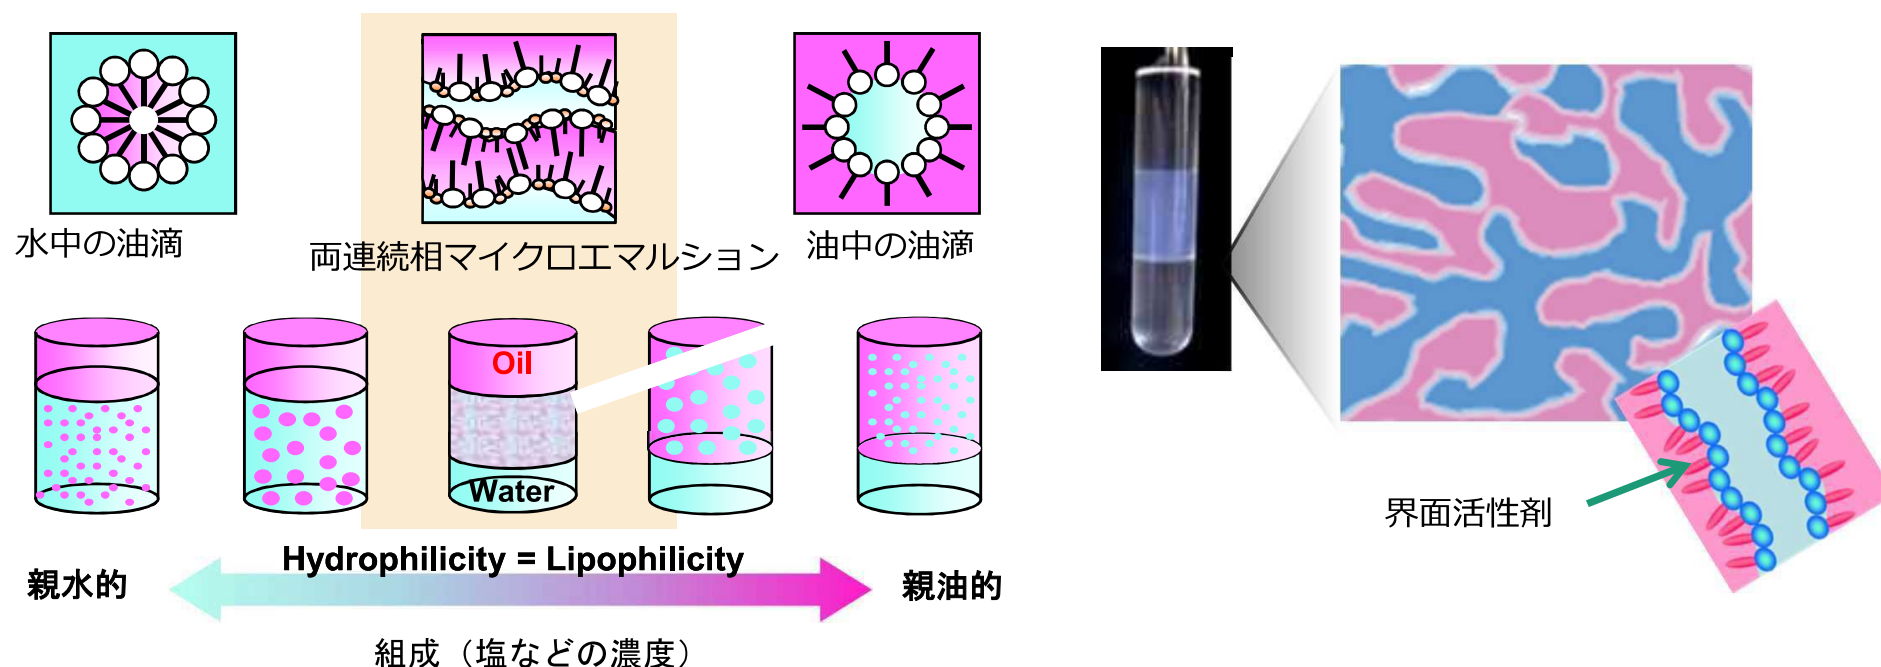 水中の油滴
両連続相マイクロエマルション
油中の油滴
Oil
Water
Hydrophilicity = Lipophilicity
親水的
親油的
組成（塩などの濃度）
界面活性剤